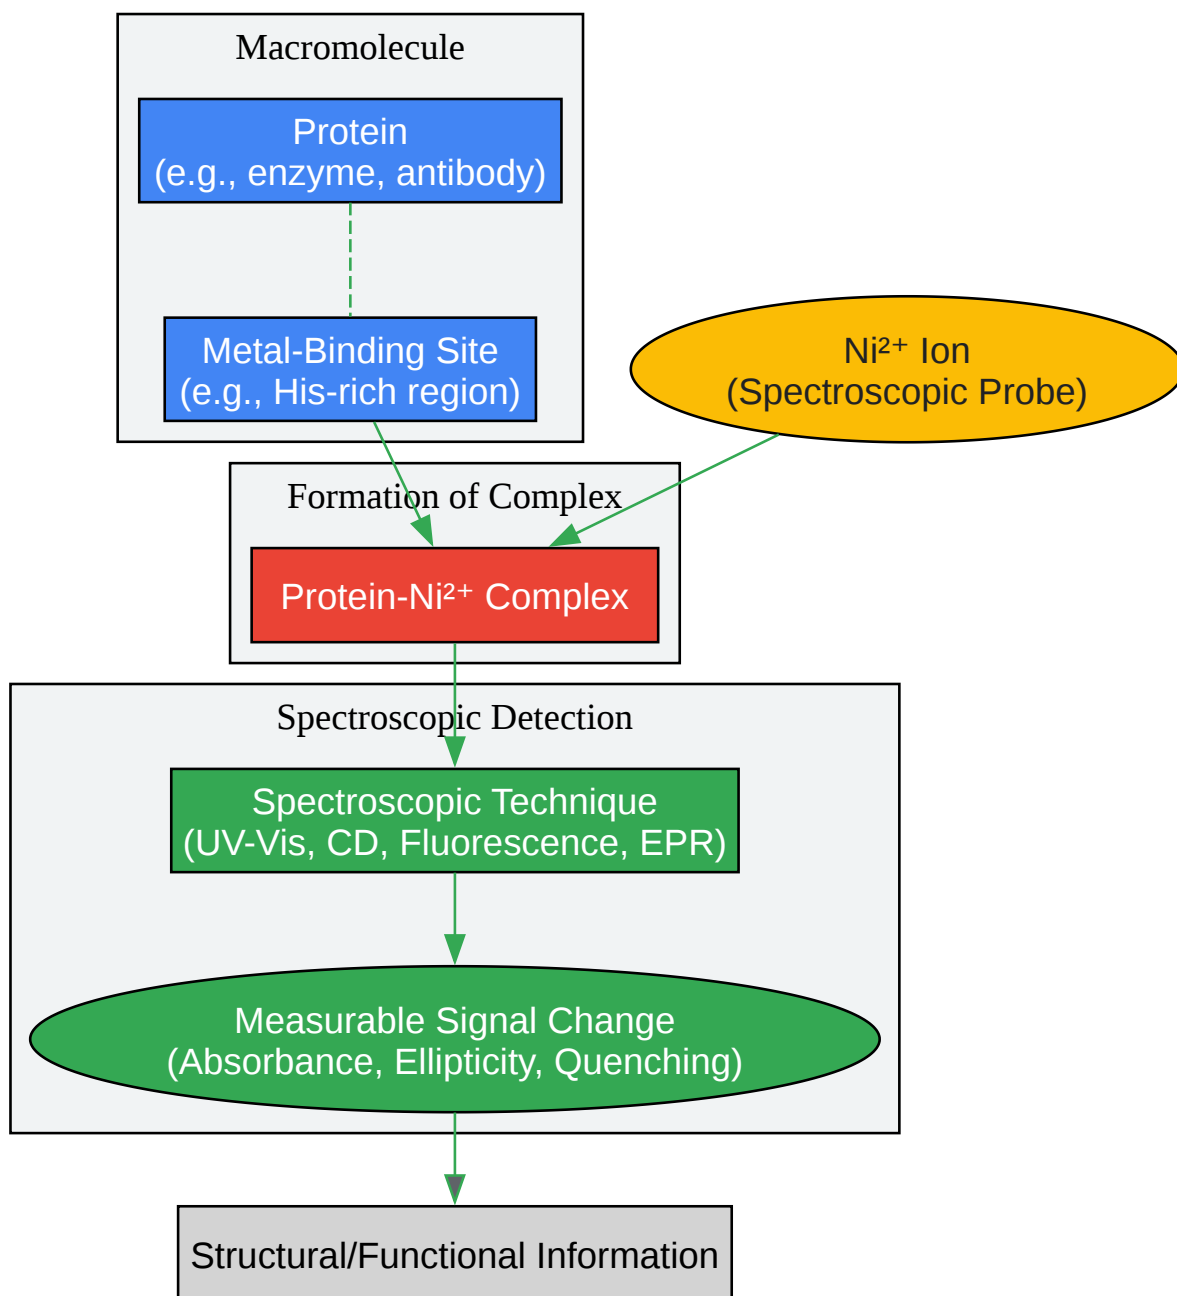 Macromolecule
Protein
(e.g., enzyme, antibody)
Metal-Binding Site
(e.g., His-rich region)
Ni²⁺ Ion
(Spectroscopic Probe)
Formation of Complex
Protein-Ni²⁺ Complex
Spectroscopic Detection
Spectroscopic Technique
(UV-Vis, CD, Fluorescence, EPR)
Measurable Signal Change
(Absorbance, Ellipticity, Quenching)
Structural/Functional Information